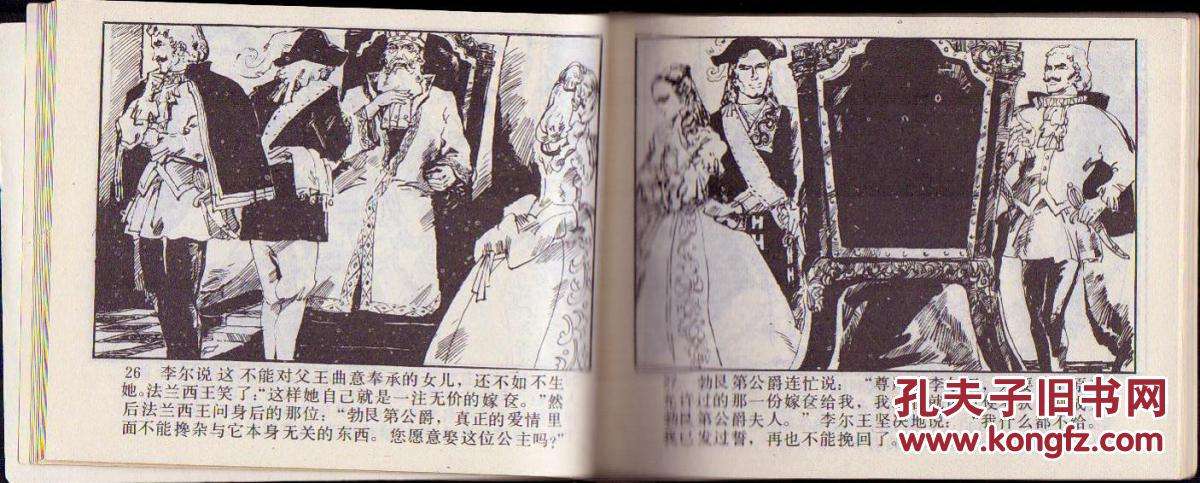 26 李尔说这不能对父王曲意奉承的女儿，还不如不生
她。法兰西王笑了：“这样她自己就是一注无价的嫁奁。”然
后法兰西王问身后的那位：“勃艮第公爵，真正的爱情里
面不能搀杂与它本身无关的东西。您愿意娶这位公主吗？”
勃艮第公爵连忙说：“尊 李
许过的那一份嫁奁给我，我
勃艮第公爵夫人。”李尔王坚决地说：“我什么都不给。
我已发过誓，再也不能挽回了。
孔夫子旧书网
www.kongfz.com